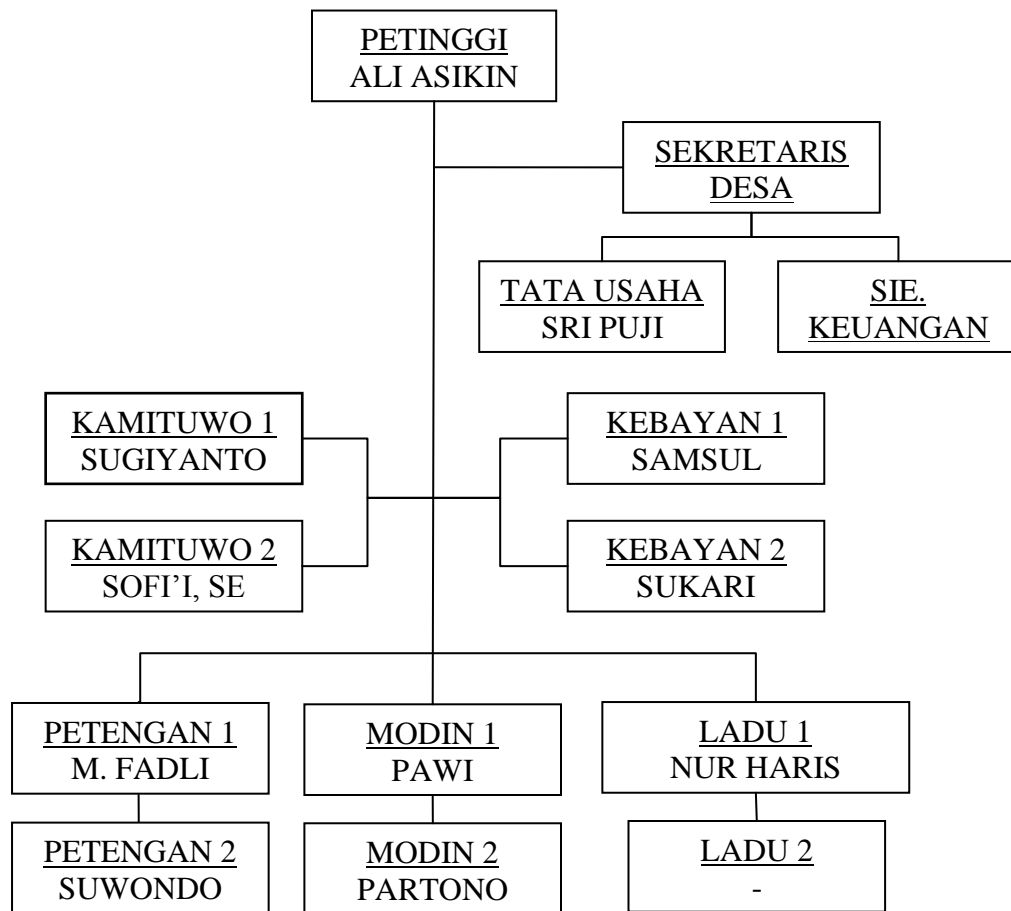 PETINGGI
ALI ASIKIN
SEKRETARIS
DESA
TATA USAHA
SRI PUJI
SIE.
KEUANGAN
KAMITUWO 1
SUGIYANTO
KEBAYAN 1
SAMSUL
KAMITUWO 2
SOFI’I, SE
KEBAYAN 2
SUKARI
PETENGAN 1
M. FADLI
MODIN 1
PAWI
LADU 1
NUR HARIS
PETENGAN 2
SUWONDO
MODIN 2
PARTONO
LADU 2
-